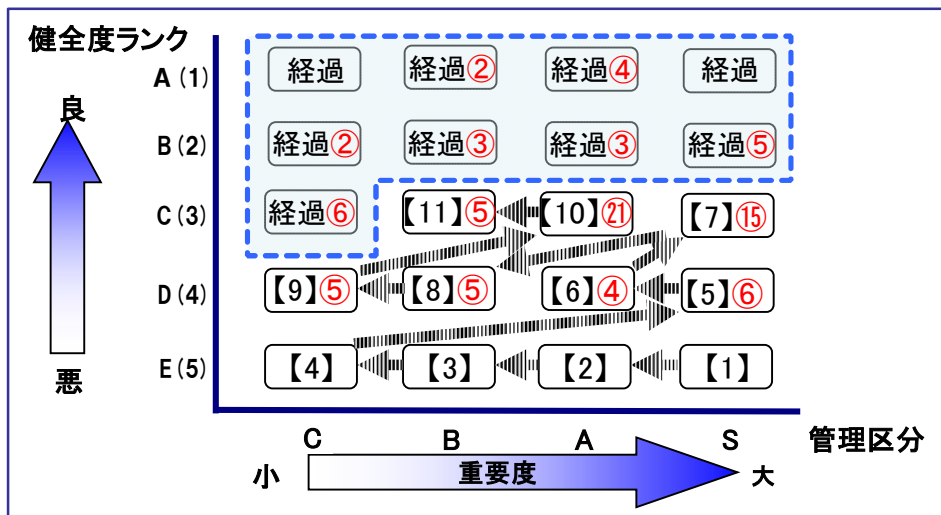 健全度ランク
A(1) 経過 経過② 経過④ 経過
良
B(2) 経過② 経過③ 経過③ 経過⑤
C(3) 経過⑥ 【11】⑤ 【10】㉑ 【7】⑮
D(4) 【9】⑤ 【8】⑤ 【6】④ 【5】⑥
E(5) 【4】 【3】 【2】 【1】
悪
C B A S 管理区分
小 重要度 大